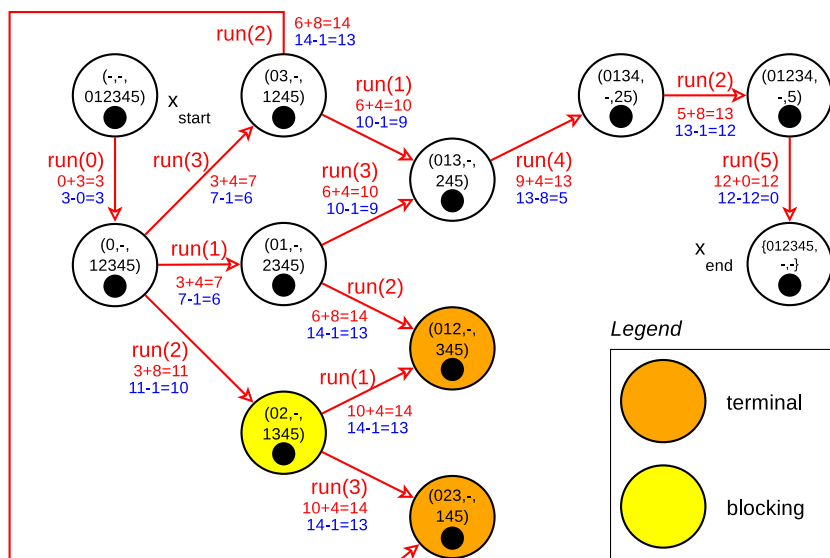 run(2)
6+8=14
14-1=13
(-,-,
012345)
x
start
(03,-,
1245)
run(1)
6+4=10
10-1=9
(0134,
-,25)
run(2)
5+8=13
13-1=12
(01234,
-,5)
run(0)
0+3=3
3-0=3
run(3)
3+4=7
7-1=6
run(3)
6+4=10
10-1=9
(013,-,
245)
run(4)
9+4=13
13-8=5
run(5)
12+0=12
12-12=0
(0,-,
12345)
run(1)
3+4=7
7-1=6
(01,-,
2345)
x
end
{012345,
-,-}
run(2)
6+8=14
14-1=13
run(2)
3+8=11
11-1=10
(012,-,
345)
Legend
run(1)
10+4=14
14-1=13
(02,-,
1345)
terminal
run(3)
10+4=14
14-1=13
(023,-,
145)
blocking